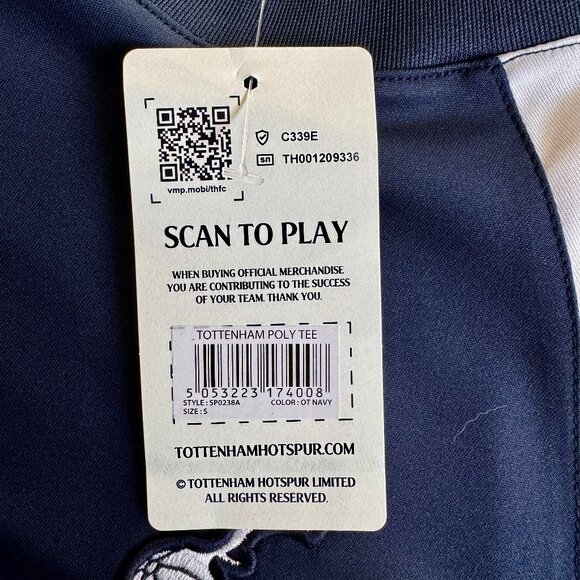 C339E
sn TH001209336
vmp.mobi/thfc
SCAN TO PLAY
WHEN BUYING OFFICIAL MERCHANDISE
YOU ARE CONTRIBUTING TO THE SUCCESS
OF YOUR TEAM. THANK YOU.
TOTTENHAM POLY TEE
5 053223 174008
STYLE : SP0238A COLOR : OT NAVY
SIZE : S
TOTTENHAMHOTSPUR.COM
© TOTTENHAM HOTSPUR LIMITED
ALL RIGHTS RESERVED.